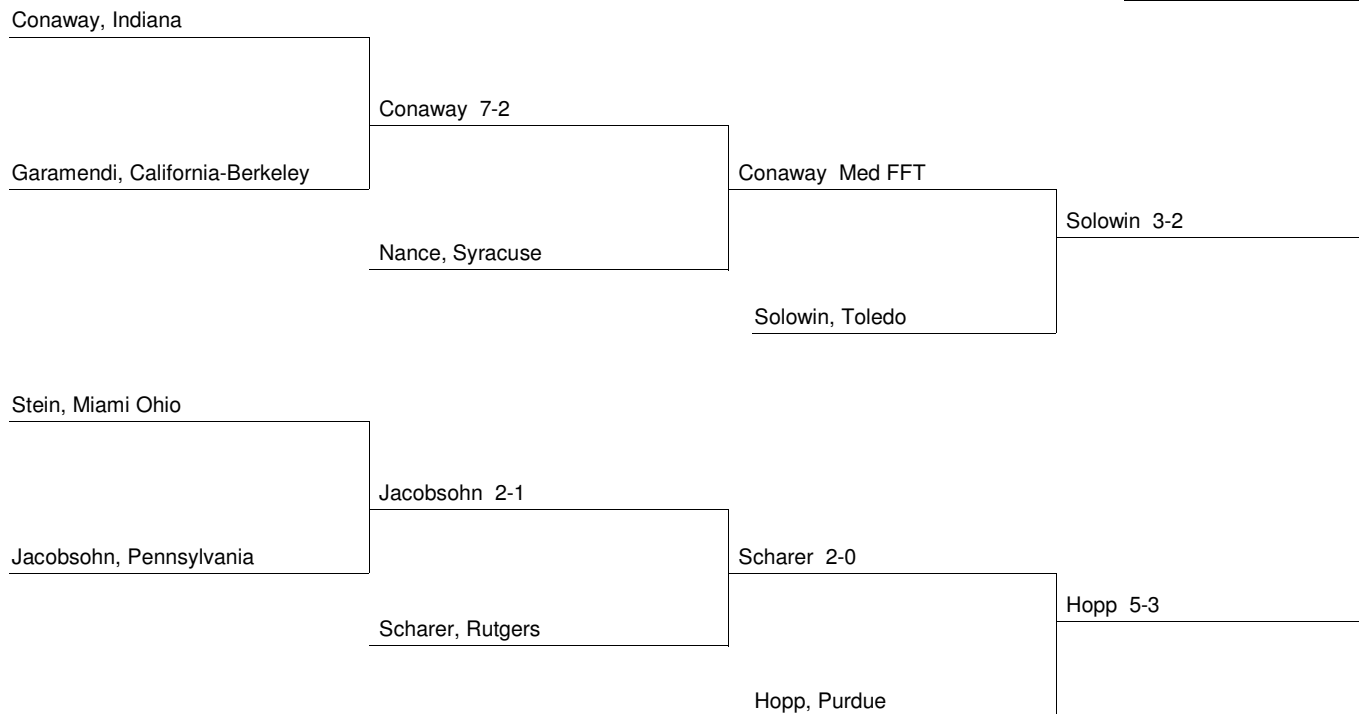 Conaway, Indiana
Conaway  7-2
Garamendi, California-Berkeley
Conaway  Med FFT
Solowin  3-2
Nance, Syracuse
Solowin, Toledo
Stein, Miami Ohio
Jacobsohn  2-1
Jacobsohn, Pennsylvania
Scharer  2-0
Hopp  5-3
Scharer, Rutgers
Hopp, Purdue